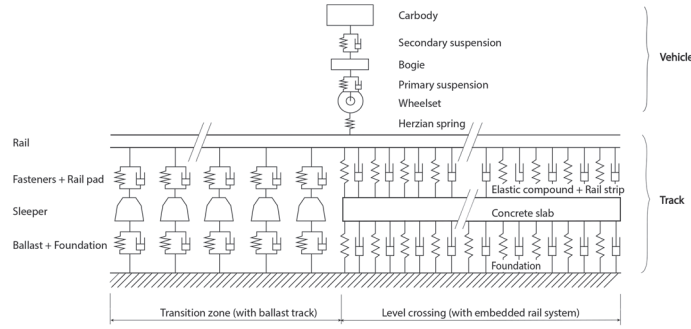 Carbody
Secondary suspension
Bogie
Vehicle
Primary suspension
Wheelset
Herzian spring
Rail
Fasteners + Rail pad
Elastic compound + Rail strip
Track
Sleeper
Concrete slab
Ballast + Foundation
Foundation
Transition zone (with ballast track)
Level crossing (with embedded rail system)